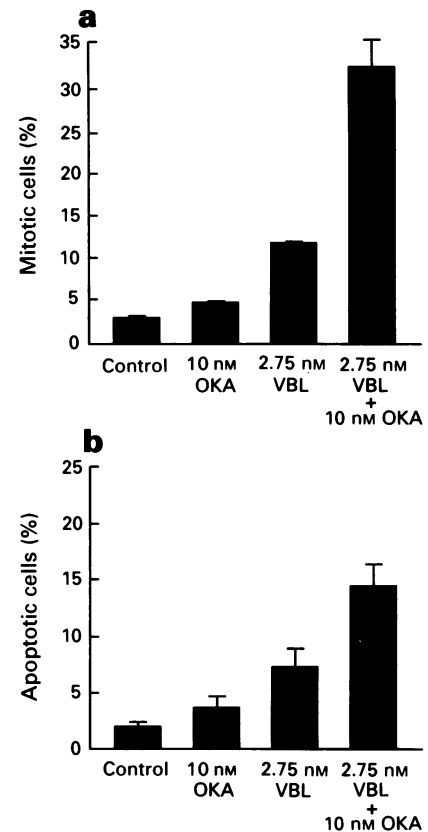 a
Mitotic cells (%)
35
30
25
20
15
10
5
0
Control
10 nM
OKA
2.75 nM
VBL
2.75 nM
VBL
+
10 nM OKA
b
Apoptotic cells (%)
25
20
15
10
5
0
Control
10 nM
OKA
2.75 nM
VBL
2.75 nM
VBL
+
10 nM OKA